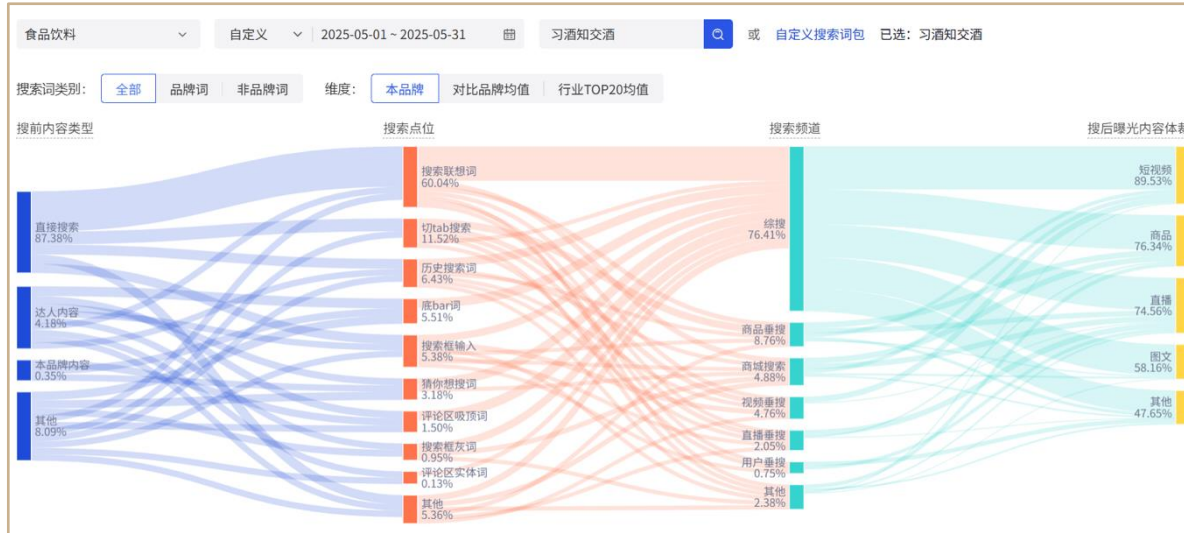 食品饮料
自定义
2025-05-01 ~ 2025-05-31
习酒知交酒
或
自定义搜索词包
已选：习酒知交酒
搜索词类别：
全部
品牌词
非品牌词
维度：
本品牌
对比品牌均值
行业TOP20均值
搜前内容类型
搜索点位
搜索频道
搜后曝光内容体裁
直接搜索
87.38%
达人内容
4.18%
本品牌内容
0.35%
其他
8.09%
搜索联想词
60.04%
切tab搜索
11.52%
历史搜索词
6.43%
底bar词
5.51%
搜索框输入
5.38%
猜你想搜词
3.18%
评论区吸顶词
1.50%
搜索框灰词
0.95%
评论区实体词
0.13%
其他
5.36%
综搜
76.41%
商品垂搜
8.76%
商城搜索
4.88%
视频垂搜
4.76%
直播垂搜
2.05%
用户垂搜
0.75%
其他
2.38%
短视频
89.53%
商品
76.34%
直播
74.56%
图文
58.16%
其他
47.65%